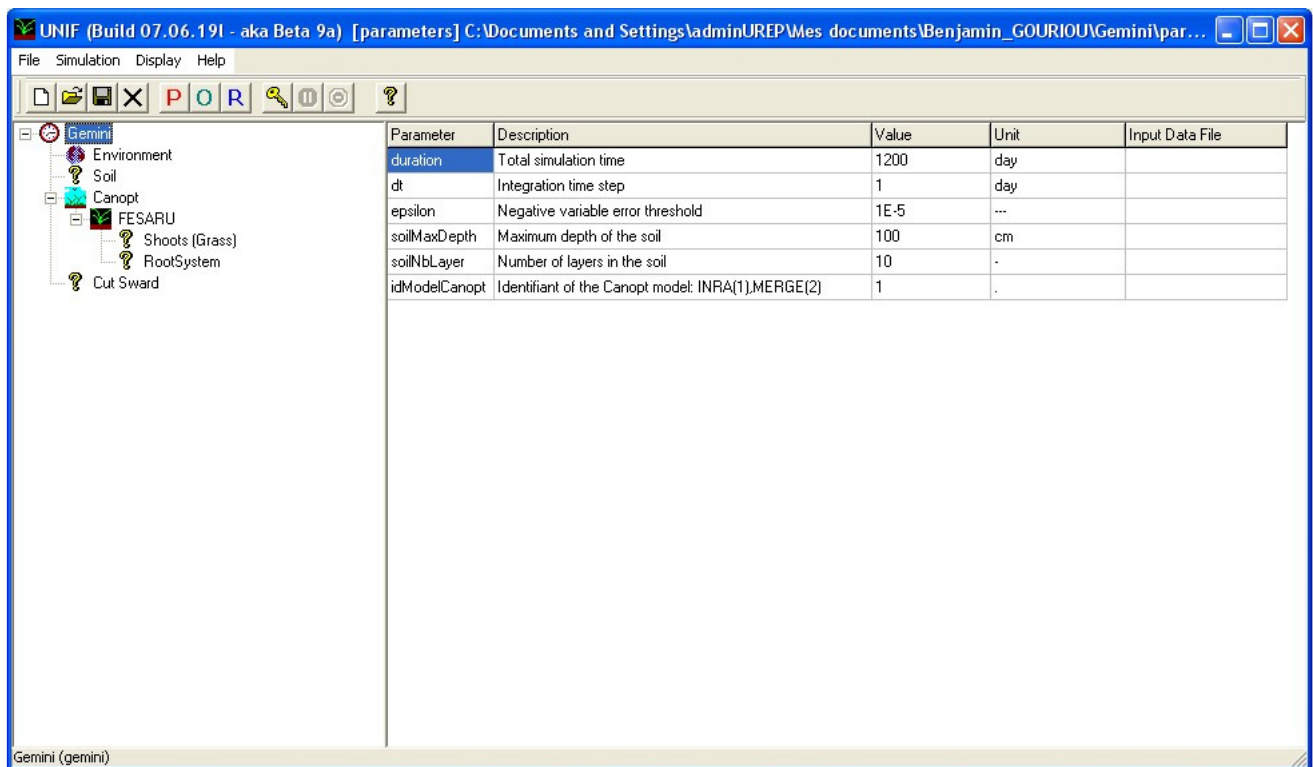 UNIF (Build 07.06.19l - aka Beta 9a) [parameters] C:\Documents and Settings\adminUREP\Mes documents\Benjamin_GOURIOU\Gemini\par...
File Simulation Display Help
P O R
Gemini
Environment
Soil
Canopt
FESARU
Shoots (Grass)
RootSystem
Cut Sward
Parameter Description Value Unit Input Data File
duration Total simulation time 1200 day
dt Integration time step 1 day
epsilon Negative variable error threshold 1E-5 ---
soilMaxDepth Maximum depth of the soil 100 cm
soilNbLayer Number of layers in the soil 10 -
idModelCanopt Identifiant of the Canopt model: INRA(1),MERGE(2) 1 .
Gemini (gemini)